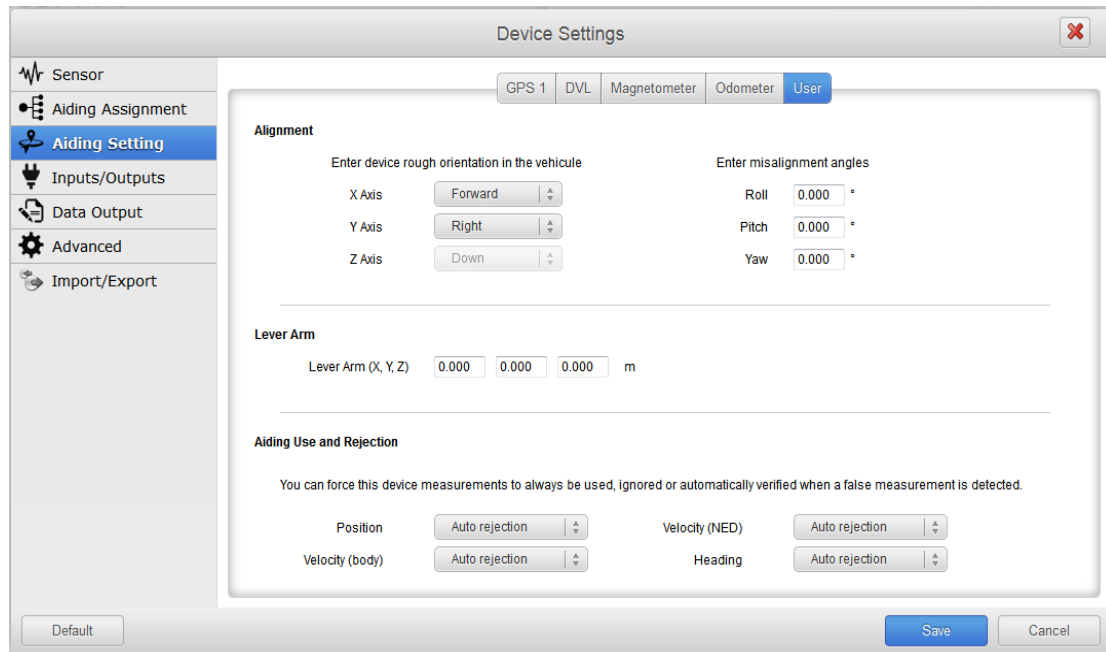 Device Settings
Sensor
Aiding Assignment
Aiding Setting
Inputs/Outputs
Data Output
Advanced
Import/Export
GPS 1 DVL Magnetometer Odometer User
Alignment
Enter device rough orientation in the vehicule Enter misalignment angles
X Axis Forward Roll 0.000 °
Y Axis Right Pitch 0.000 °
Z Axis Down Yaw 0.000 °
Lever Arm
Lever Arm (X, Y, Z) 0.000 0.000 0.000 m
Aiding Use and Rejection
You can force this device measurements to always be used, ignored or automatically verified when a false measurement is detected.
Position Auto rejection Velocity (NED) Auto rejection
Velocity (body) Auto rejection Heading Auto rejection
Default Save Cancel